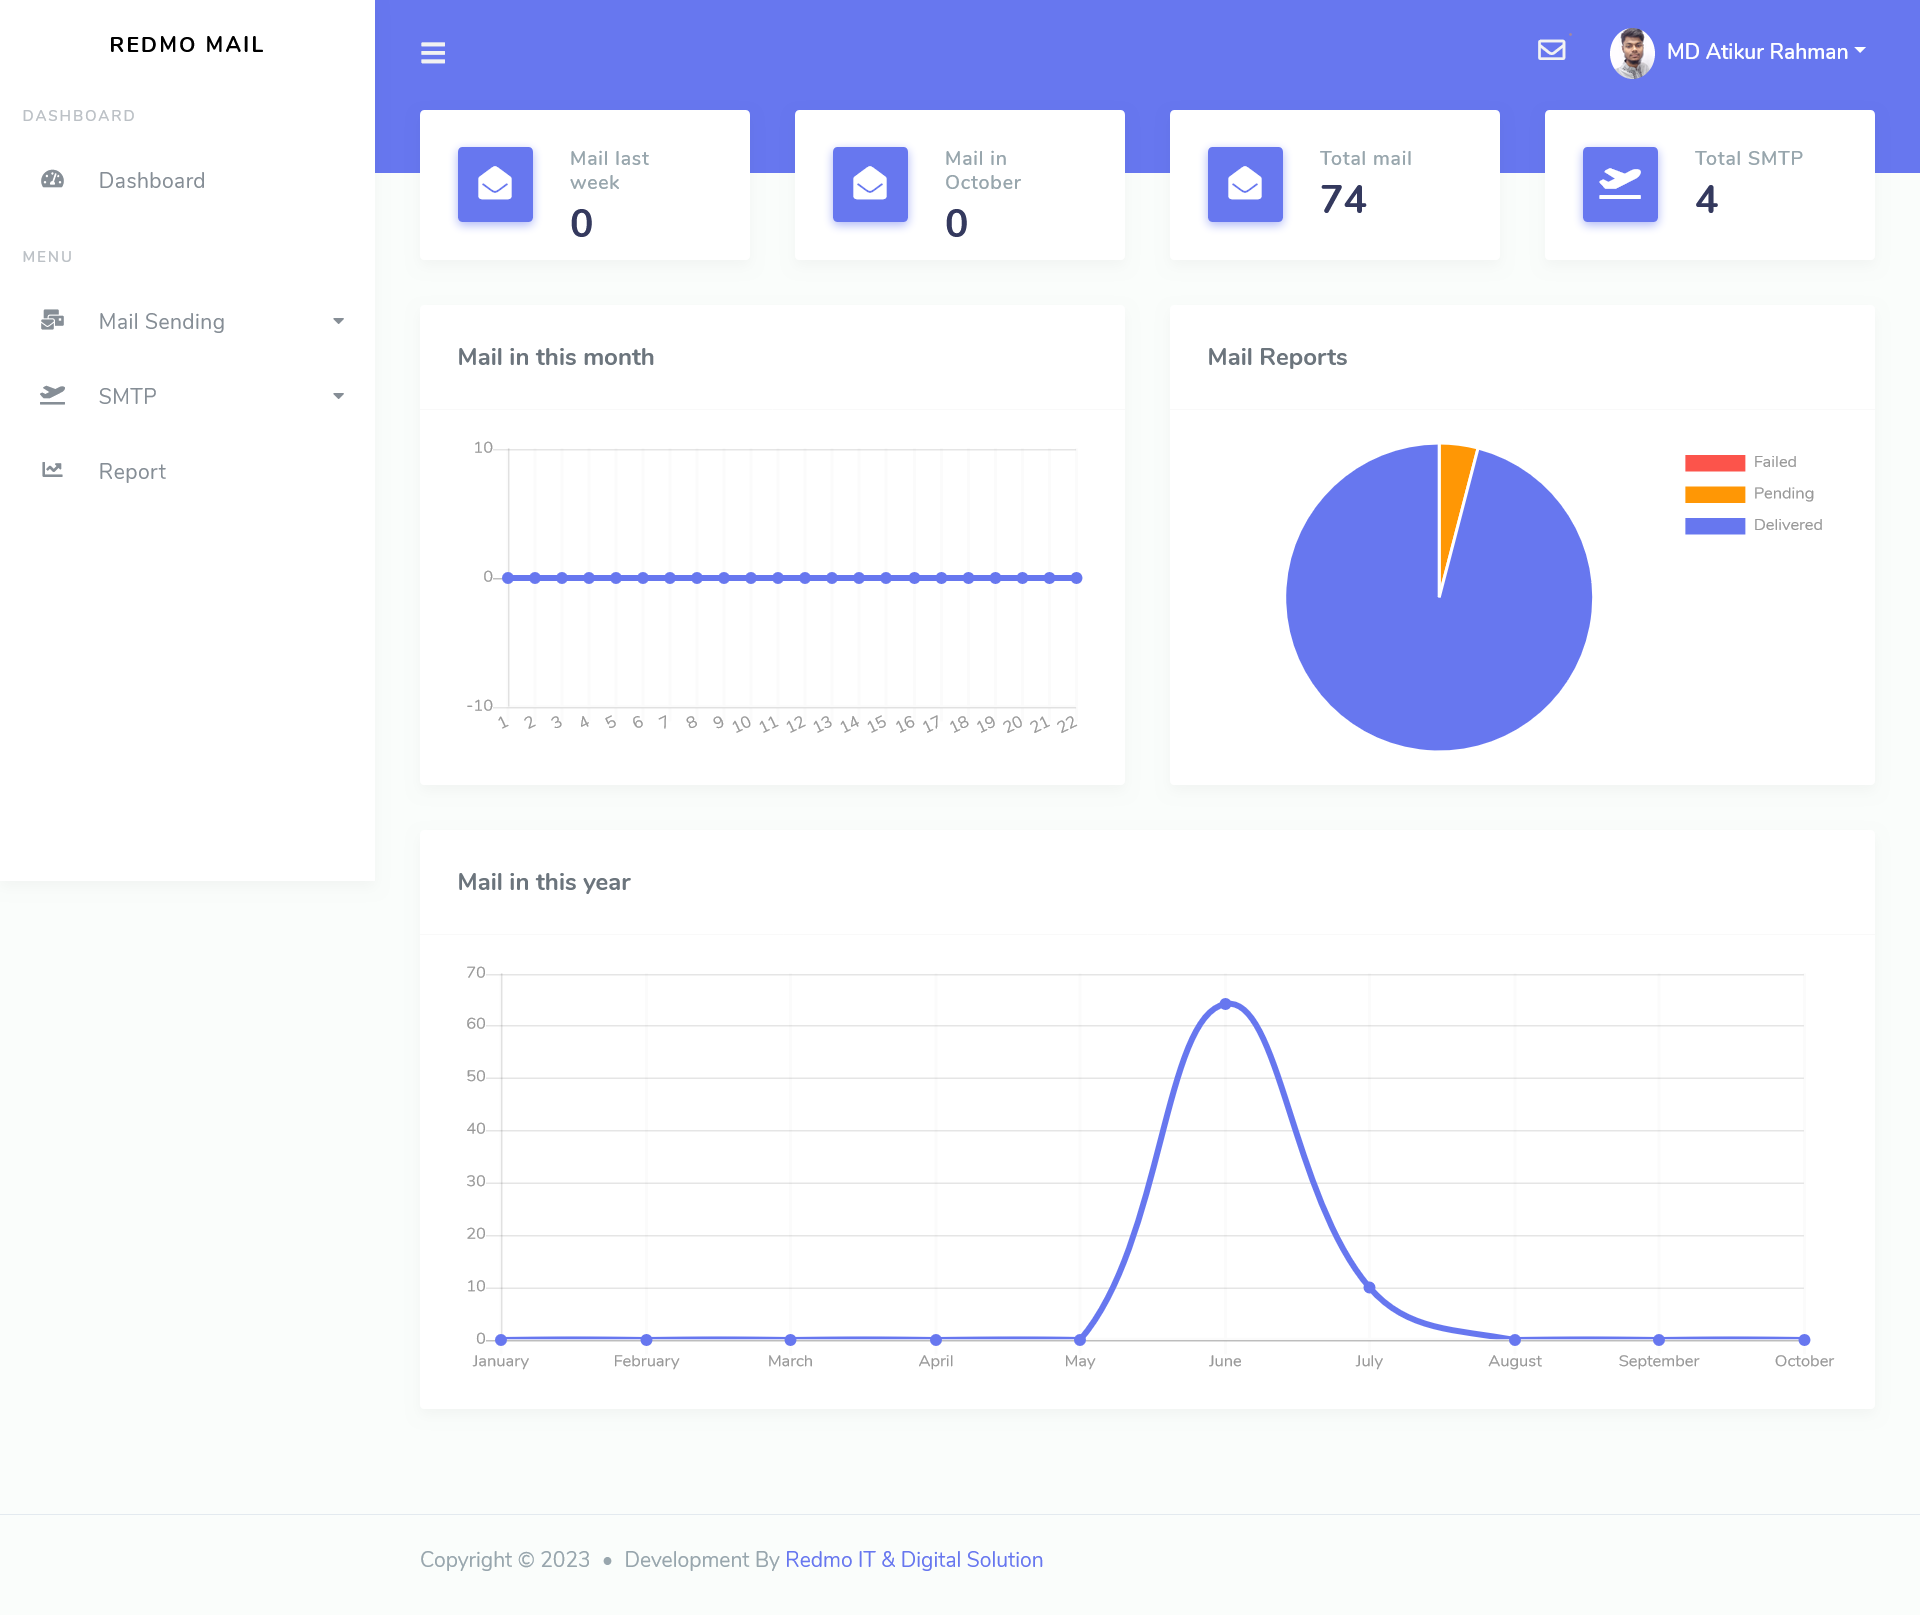 REDMO MAIL
MD Atikur Rahman
DASHBOARD
Dashboard
MENU
Mail Sending
SMTP
Report
Mail last
week
0
Mail in
October
0
Total mail
74
Total SMTP
4
Mail in this month
10
0
-10
1 2 3 4 5 6 7 8 9 10 11 12 13 14 15 16 17 18 19 20 21 22
Mail Reports
Failed
Pending
Delivered
Mail in this year
70
60
50
40
30
20
10
0
January February March April May June July August September October
Copyright © 2023 • Development By Redmo IT & Digital Solution